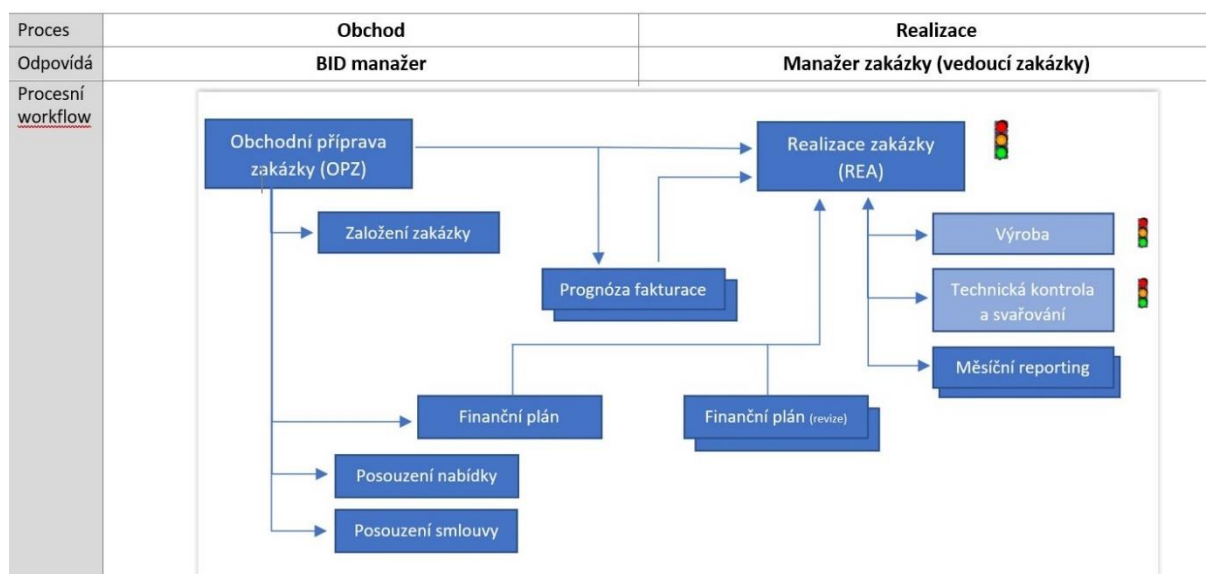 Proces
Obchod
Realizace
Odpovídá
BID manažer
Manažer zakázky (vedoucí zakázky)
Procesní
workflow
Obchodní příprava
zakázky (OPZ)
Realizace zakázky
(REA)
Založení zakázky
Výroba
Prognóza fakturace
Technická kontrola
a svařování
Měsíční reporting
Finanční plán
Finanční plán (revize)
Posouzení nabídky
Posouzení smlouvy